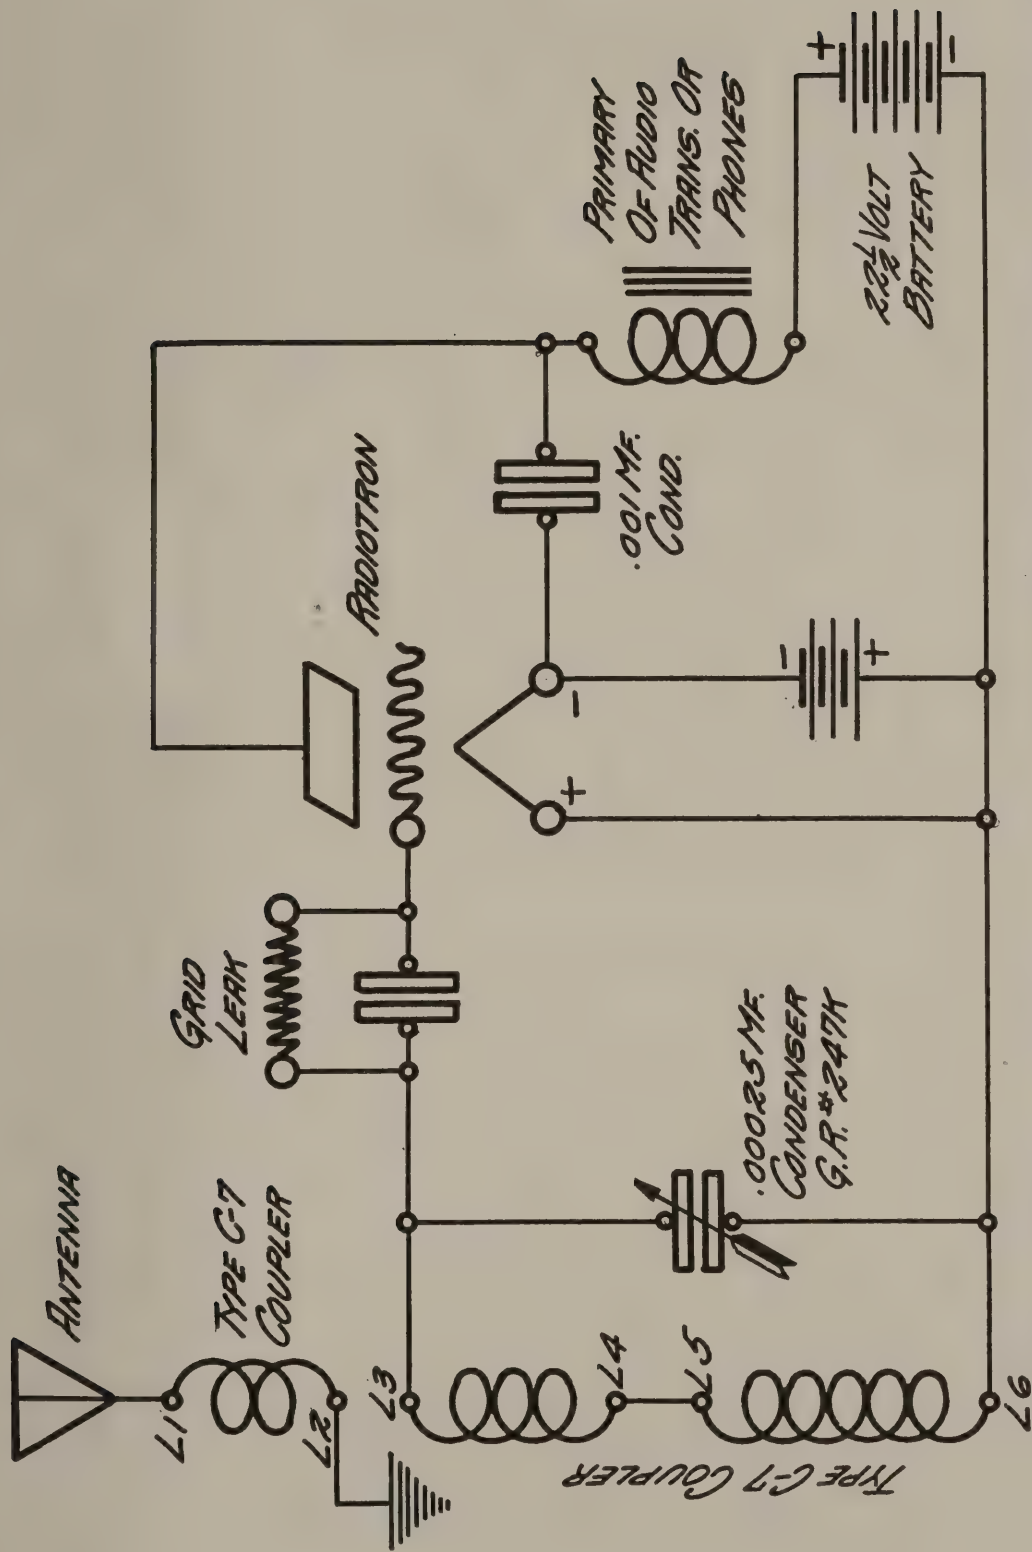 ANTENNA
TYPE C-7
COUPLER
L1
L2
L3
L4
L5
L6
TYPE C-7 COUPLER
GRID
LEAK
.00025 MF.
CONDENSER
G.R. #247K
RADIOTRON
+
-
-
+
.001 MF.
COND.
PRIMARY
OF AUDIO
TRANS. OR
PHONES
+
-
22½ VOLT
BATTERY